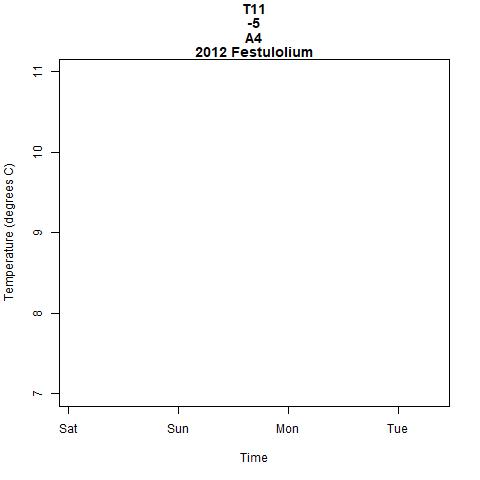 T11
-5
A4
2012 Festulolium
11
10
9
8
7
Temperature (degrees C)
Sat Sun Mon Tue
Time